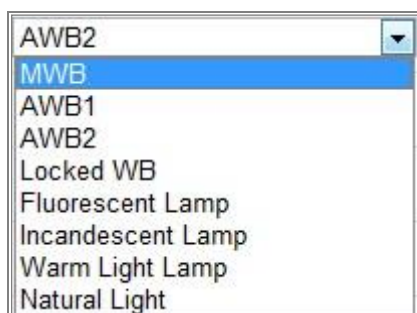 AWB2
MWB
AWB1
AWB2
Locked WB
Fluorescent Lamp
Incandescent Lamp
Warm Light Lamp
Natural Light